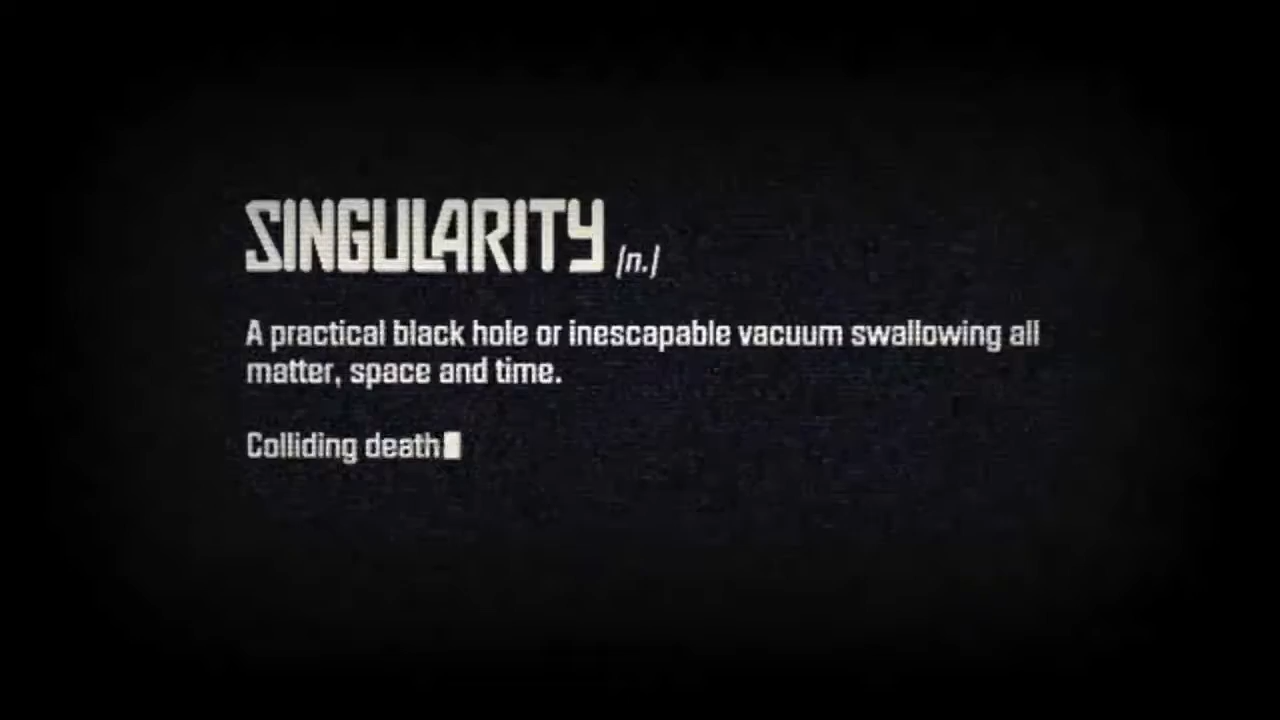 SINGULARITY /n./
A practical black hole or inescapable vacuum swallowing all
matter, space and time.
Colliding death